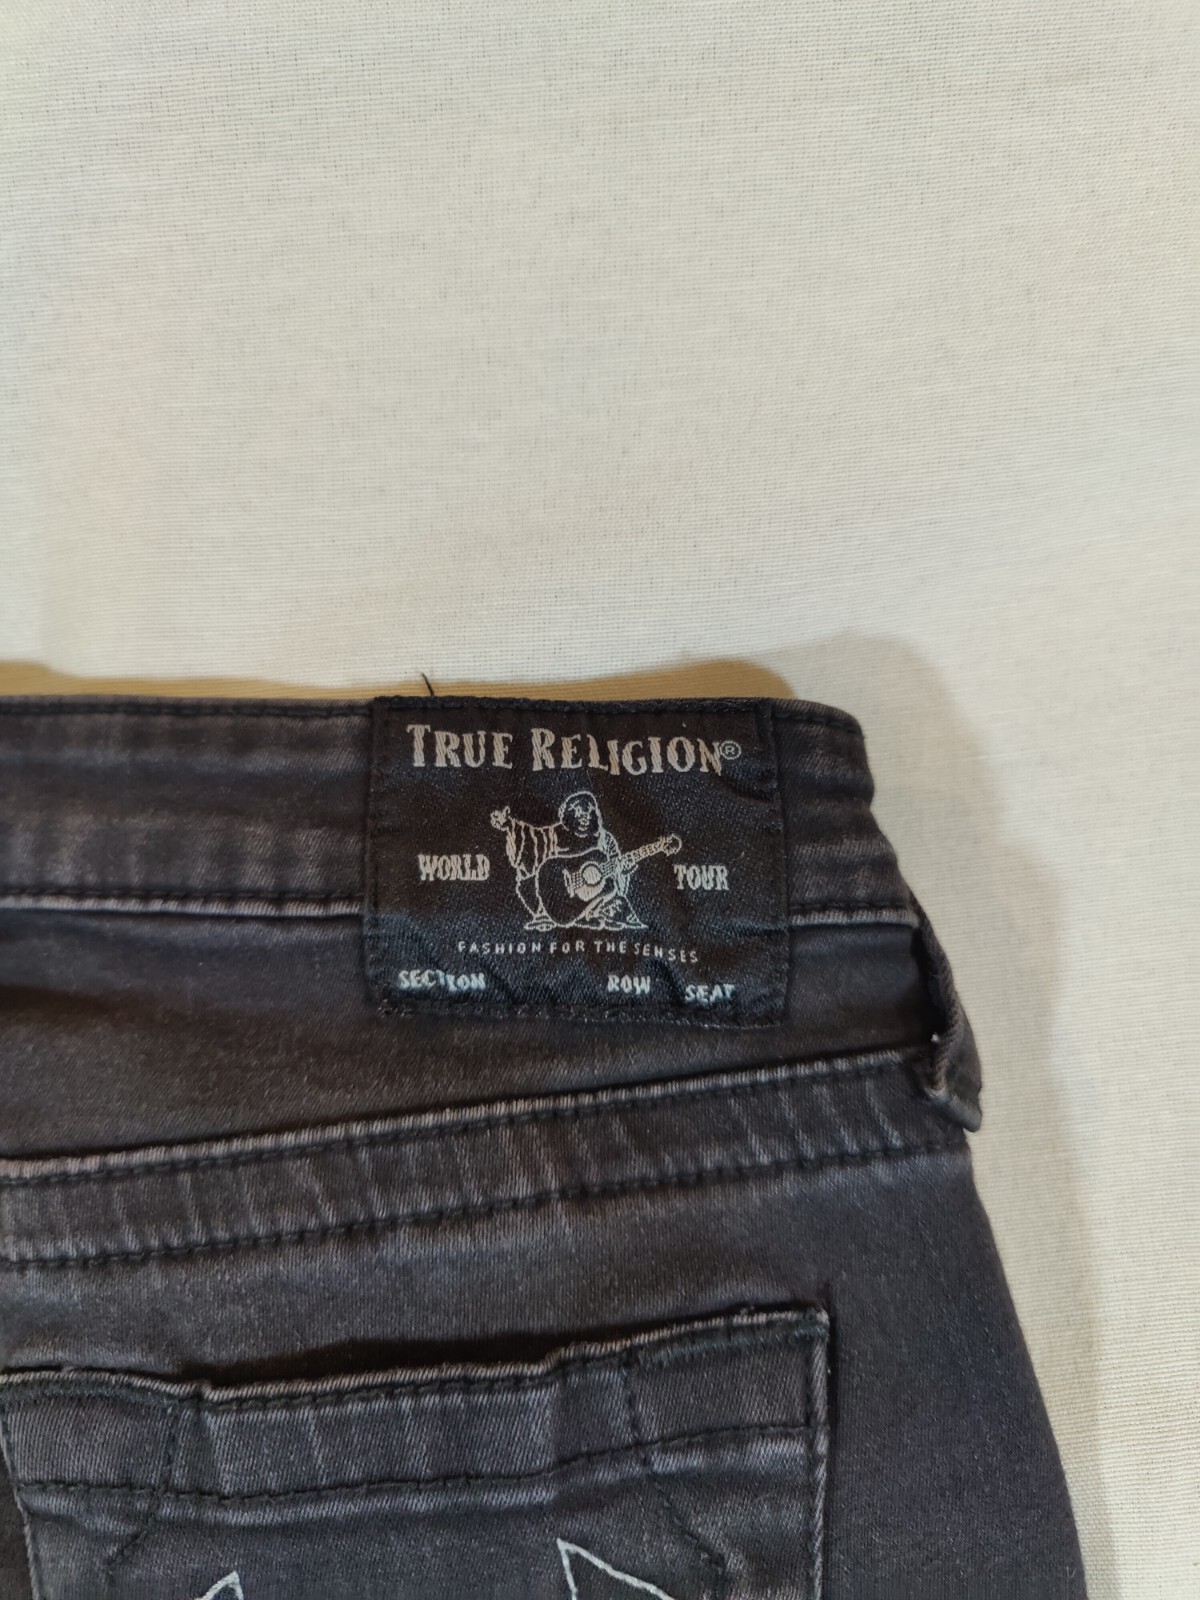 TRUE RELIGION®
WORLD TOUR
FASHION FOR THE SENSES
SECTION ROW SEAT